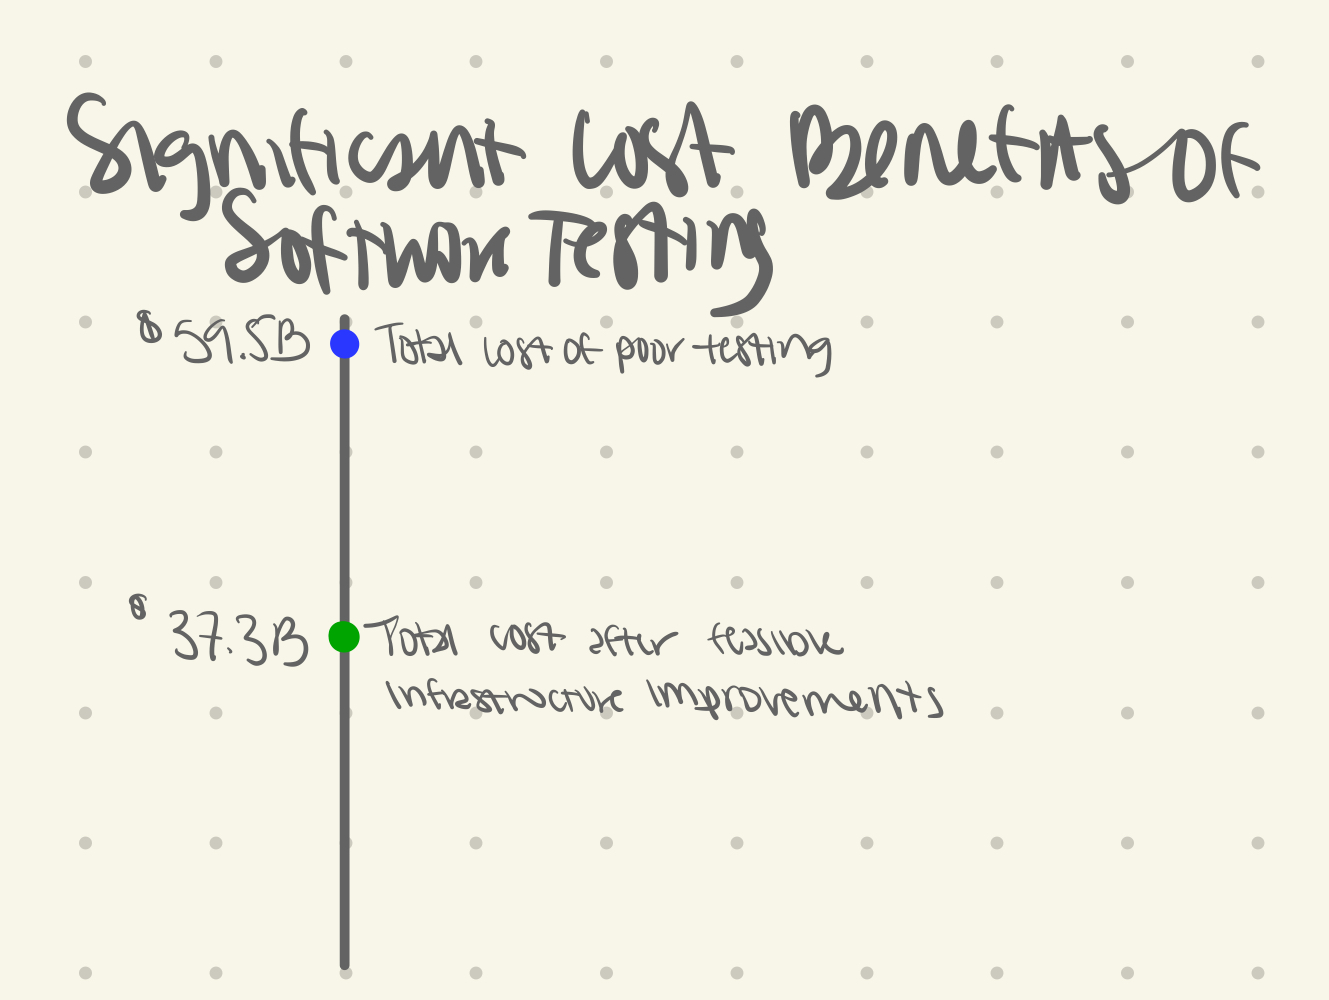 Significant Cost Benefits of
Software Testing
$59.5B Total cost of poor testing
$37.3B Total cost after feasible
infrastructure improvements